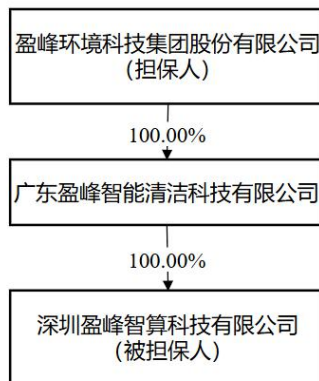 盈峰环境科技集团股份有限公司
（担保人）
100.00%
广东盈峰智能清洁科技有限公司
100.00%
深圳盈峰智算科技有限公司
（被担保人）